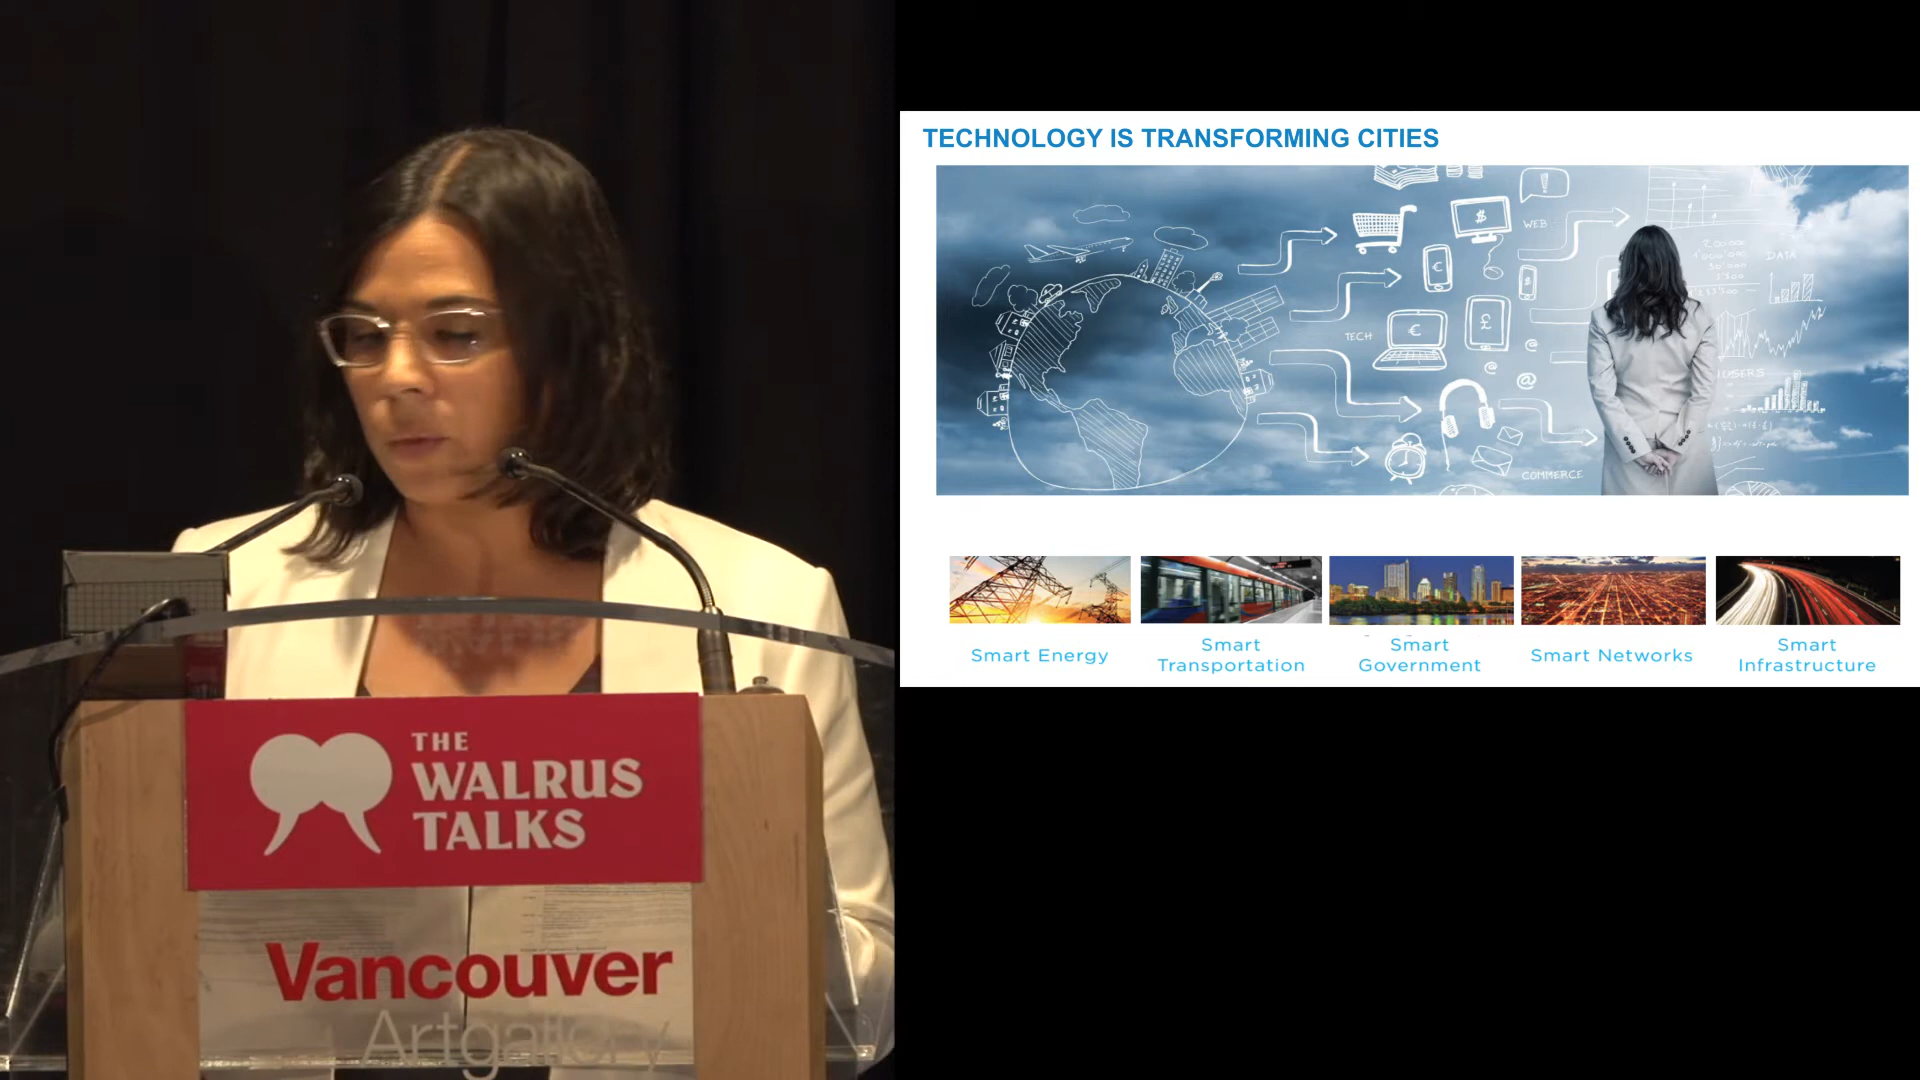 THE
WALRUS
TALKS
Vancouver
Artgallery
TECHNOLOGY IS TRANSFORMING CITIES
WEB
DATA
TECH
USERS
COMMERCE
Smart Energy
Smart
Transportation
Smart
Government
Smart Networks
Smart
Infrastructure